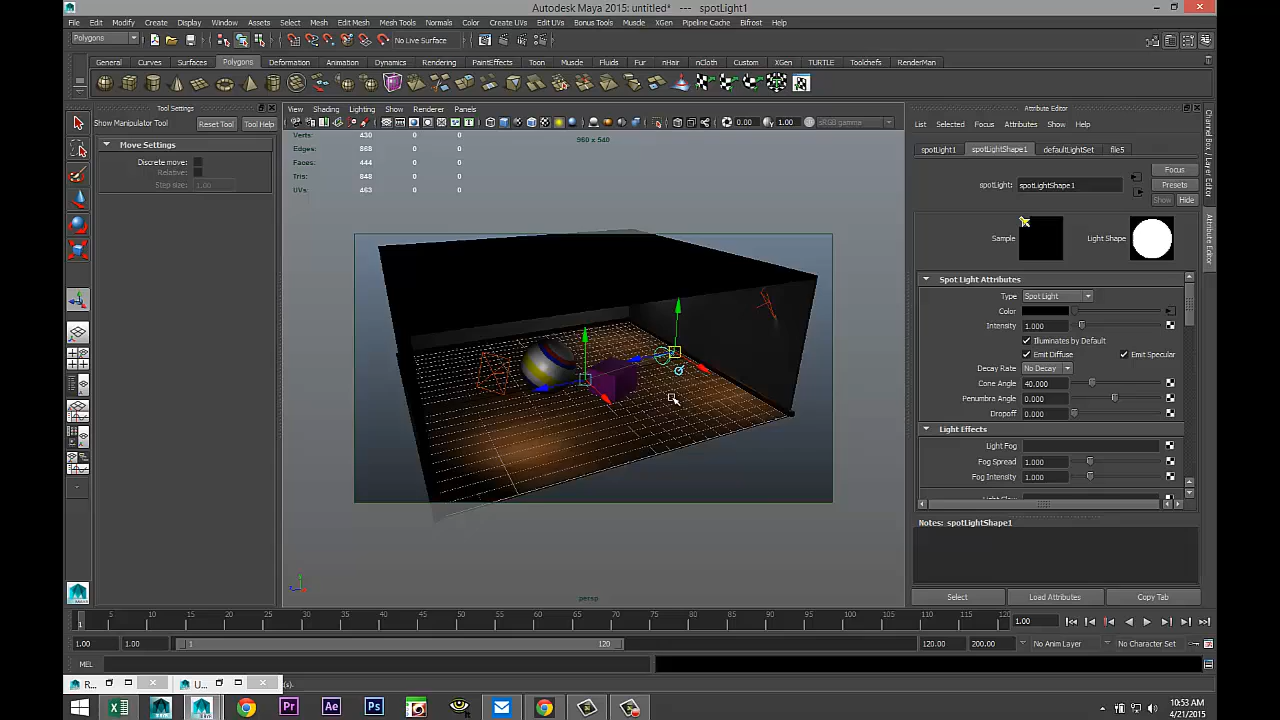 Autodesk Maya 2015: untitled* --- spotLight1
File Edit Modify Create Display Window Assets Select Mesh Edit Mesh Mesh Tools Normals Color Create UVs Edit UVs Bonus Tools Muscle XGen Pipeline Cache Bifrost Help
Polygons No Live Surface
General Curves Surfaces Polygons Deformation Animation Dynamics Rendering PaintEffects Toon Muscle Fluids Fur nHair nCloth Custom XGen TURTLE Toolchefs RenderMan
Tool Settings
Show Manipulator Tool Reset Tool Tool Help
Move Settings
Discrete move:
Relative:
Step size: 1.00
View Shading Lighting Show Renderer Panels
0.00 1.00 sRGB gamma
Verts: 430 0 0
Edges: 868 0 0
Faces: 444 0 0
Tris: 848 0 0
UVs: 463 0 0
960 x 540
persp
Attribute Editor
List Selected Focus Attributes Show Help
spotLight1 spotLightShape1 defaultLightSet file5
Focus
spotLight: spotLightShape1 Presets
Show Hide
Sample Light Shape
Spot Light Attributes
Type Spot Light
Color
Intensity 1.000
Illuminates by Default
Emit Diffuse Emit Specular
Decay Rate No Decay
Cone Angle 40.000
Penumbra Angle 0.000
Dropoff 0.000
Light Effects
Light Fog
Fog Spread 1.000
Fog Intensity 1.000
Notes: spotLightShape1
Select Load Attributes Copy Tab
Channel Box / Layer Editor
Attribute Editor
1 5 10 15 20 25 30 35 40 45 50 55 60 65 70 75 80 85 90 95 100 105 110 115 120 1.00
1.00 1.00 1 120 120.00 200.00 No Anim Layer No Character Set
MEL
R... U...
10:53 AM
4/21/2015